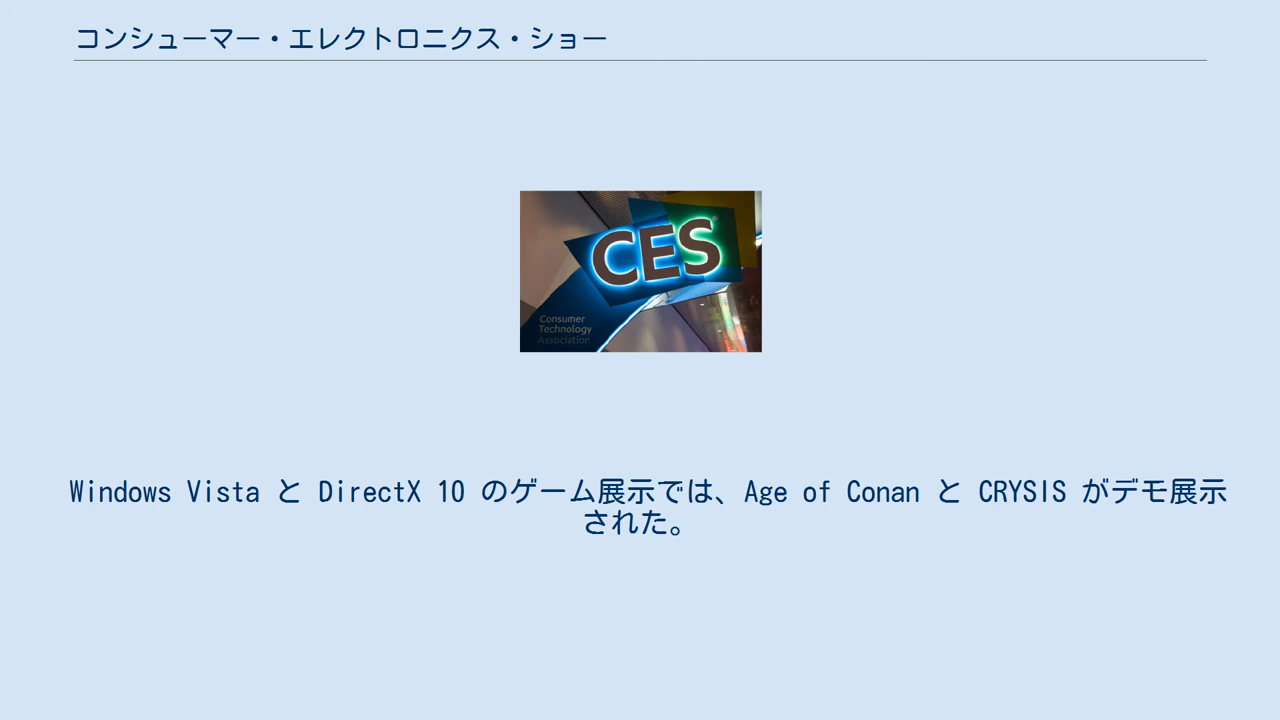 コンシューマー・エレクトロニクス・ショー
CES
Consumer
Technology
Association
Windows Vista と DirectX 10 のゲーム展示では、Age of Conan と CRYSIS がデモ展示
された。